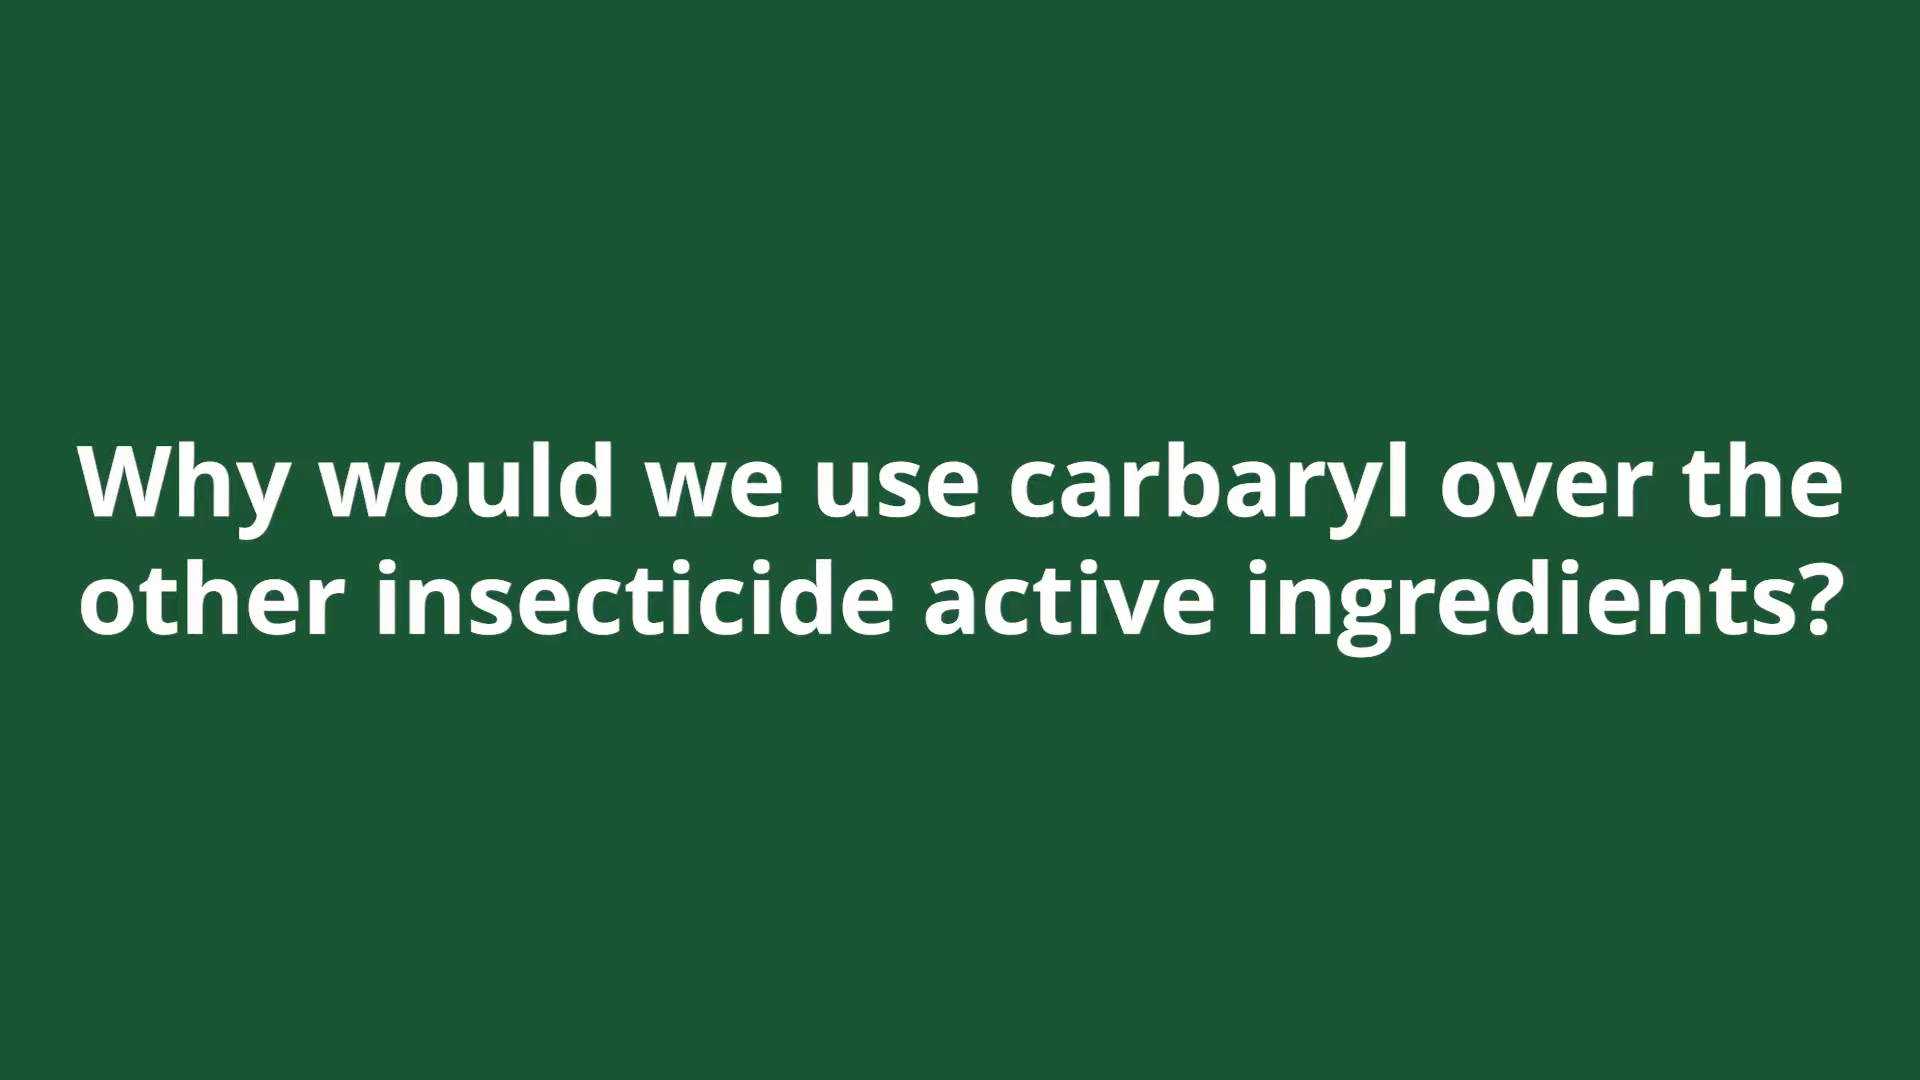 Why would we use carbaryl over the
other insecticide active ingredients?